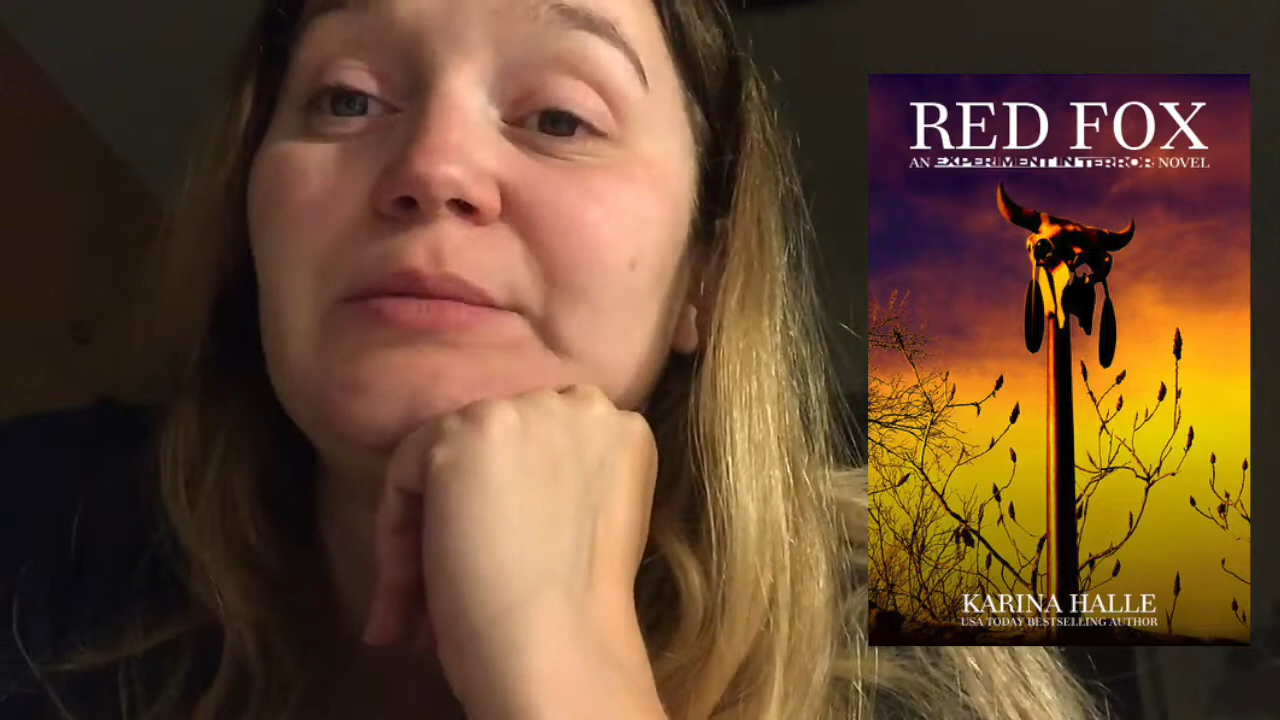 RED FOX
AN EXPERIMENT IN TERROR NOVEL
KARINA HALLE
USA TODAY BESTSELLING AUTHOR